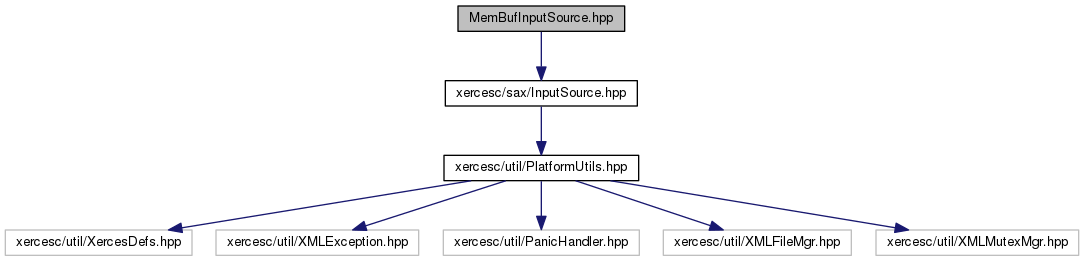 MemBufInputSource.hpp
xercesc/sax/InputSource.hpp
xercesc/util/PlatformUtils.hpp
xercesc/util/XercesDefs.hpp
xercesc/util/XMLException.hpp
xercesc/util/PanicHandler.hpp
xercesc/util/XMLFileMgr.hpp
xercesc/util/XMLMutexMgr.hpp